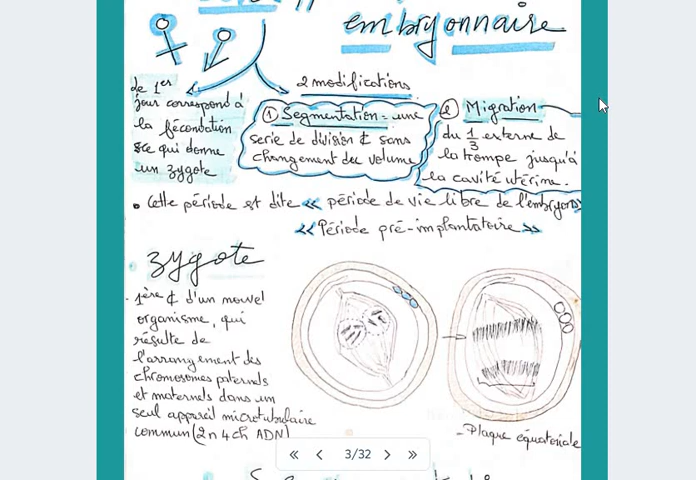 embryonnaire
2 modifications
de 1er
jour correspond à
la fécondation
ce qui donne
un zygote
① Segmentation = une
serie de division ¢ sans
changement du volume
② Migration
du 1/3 externe de
la trompe jusqu'à
la cavité utérine.
• Cette période est dite << période de vie libre de l'embryon
<< Période pré-implantatoire >>
zygote
1ère ¢ d'un nouvel
organisme, qui
résulte de
l'arrangement des
chromosomes paternels
et maternels dans un
seul appareil microtubulaire
commun (2n 4ch ADN)
- Plaque équatoriale
3/32